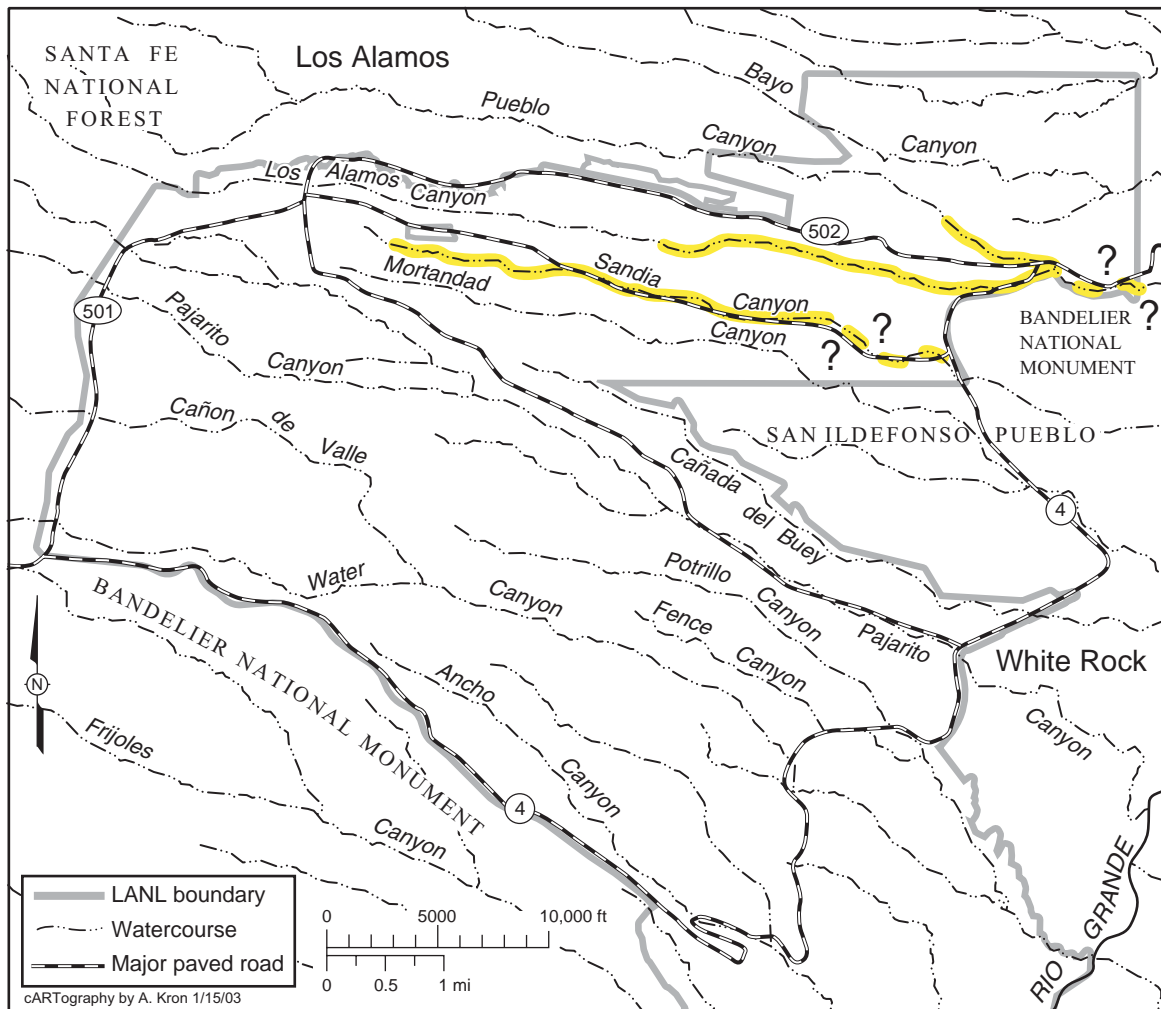 SANTA FE
NATIONAL
FOREST
Los Alamos
Bayo
Pueblo
Canyon
Canyon
Los Alamos
Canyon
502
Sandia
Mortandad
?
?
501
Pajarito
Canyon
Canyon
?
?
BANDELIER
NATIONAL
MONUMENT
Canyon
Cañon
de
Valle
SAN ILDEFONSO PUEBLO
Cañada
del Buey
4
Water
Canyon
Potrillo
Canyon
Fence
Canyon
Pajarito
BANDELIER NATIONAL MONUMENT
White Rock
Ancho
Canyon
Canyon
N
Frijoles
Canyon
4
RIO GRANDE
LANL boundary
Watercourse
Major paved road
0 5000 10,000 ft
0 0.5 1 mi
cARTography by A. Kron 1/15/03